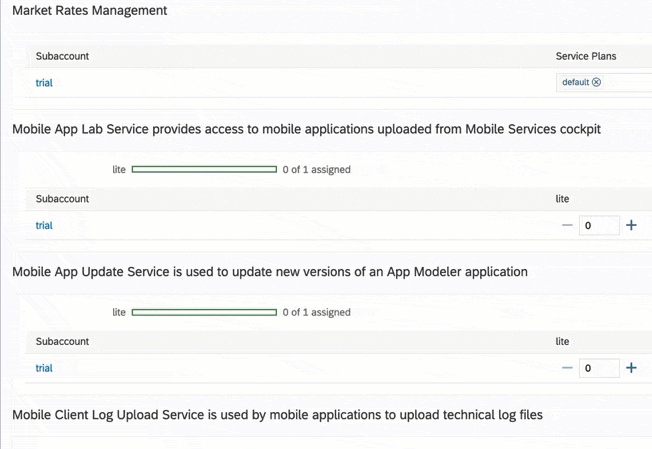 Market Rates Management
Subaccount Service Plans
trial default
Mobile App Lab Service provides access to mobile applications uploaded from Mobile Services cockpit
lite 0 of 1 assigned
Subaccount lite
trial − 0 +
Mobile App Update Service is used to update new versions of an App Modeler application
lite 0 of 1 assigned
Subaccount lite
trial − 0 +
Mobile Client Log Upload Service is used by mobile applications to upload technical log files